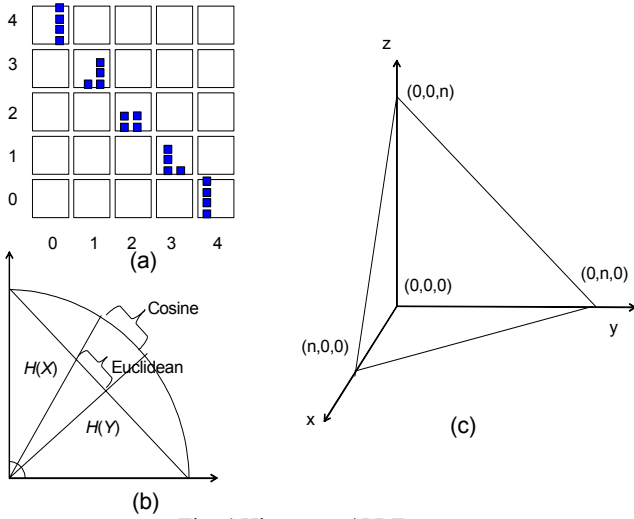 4
3
2
1
0
0 1 2 3 4
(a)
Cosine
Euclidean
H(X)
H(Y)
(b)
z
(0,0,n)
(0,0,0)
(0,n,0)
y
(n,0,0)
x
(c)